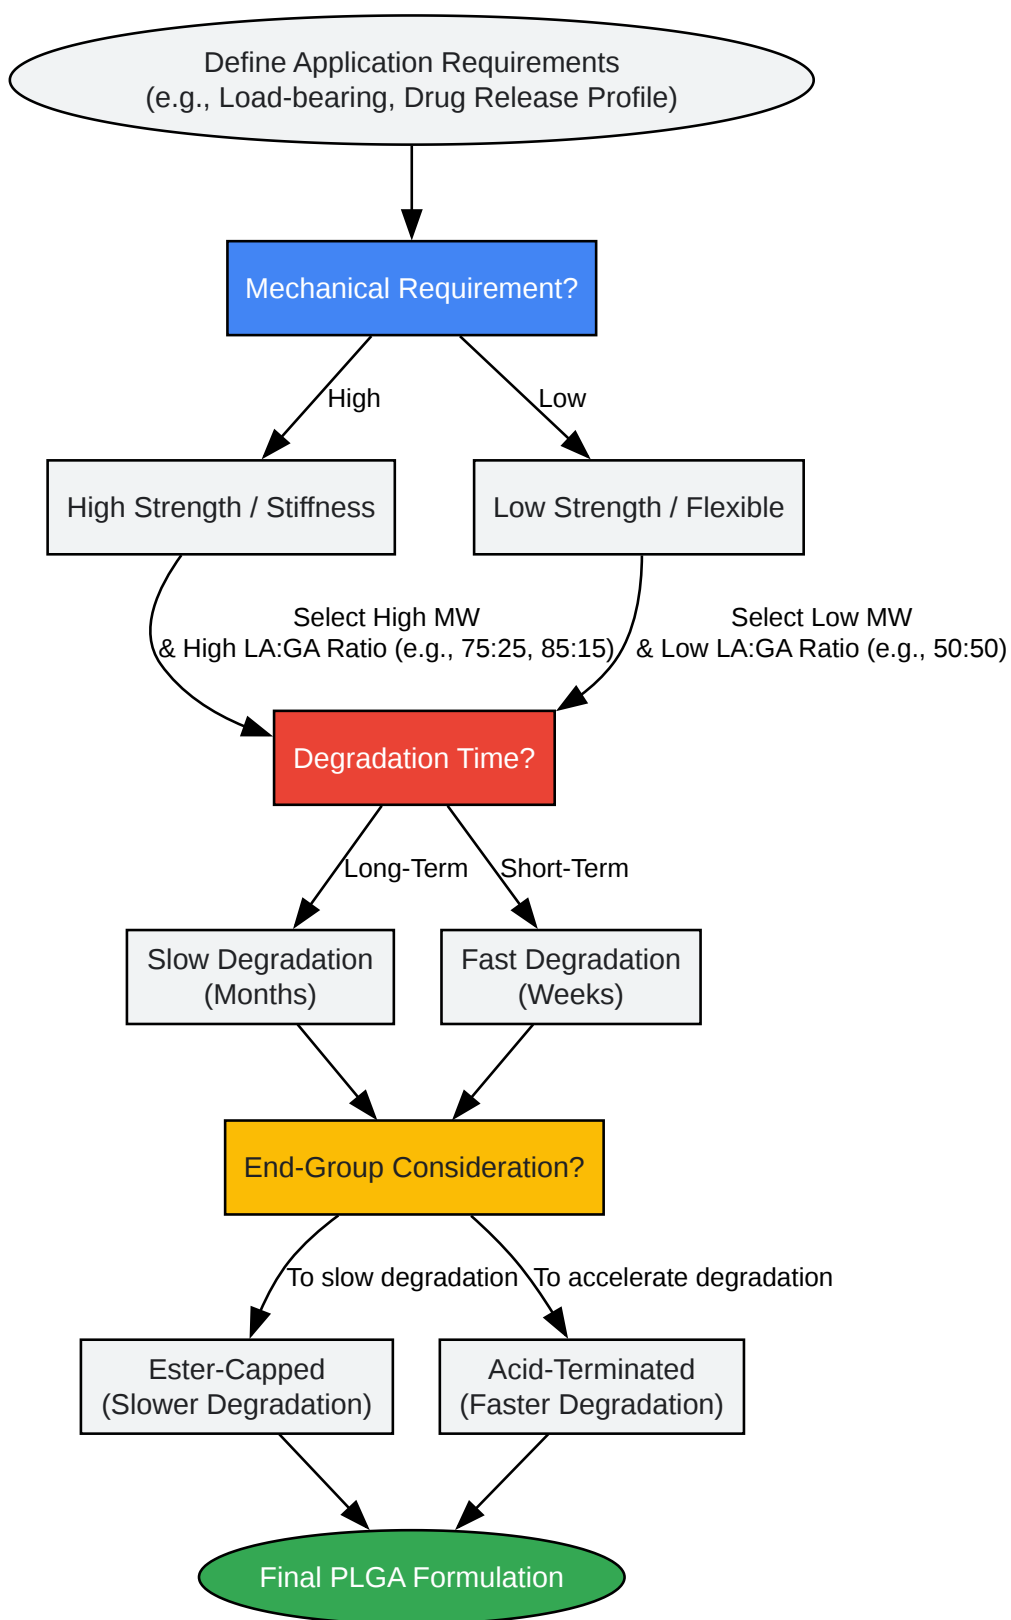 Define Application Requirements
(e.g., Load-bearing, Drug Release Profile)
Mechanical Requirement?
High
Low
High Strength / Stiffness
Low Strength / Flexible
Select High MW
& High LA:GA Ratio (e.g., 75:25, 85:15)
Select Low MW
& Low LA:GA Ratio (e.g., 50:50)
Degradation Time?
Long-Term
Short-Term
Slow Degradation
(Months)
Fast Degradation
(Weeks)
End-Group Consideration?
To slow degradation
To accelerate degradation
Ester-Capped
(Slower Degradation)
Acid-Terminated
(Faster Degradation)
Final PLGA Formulation